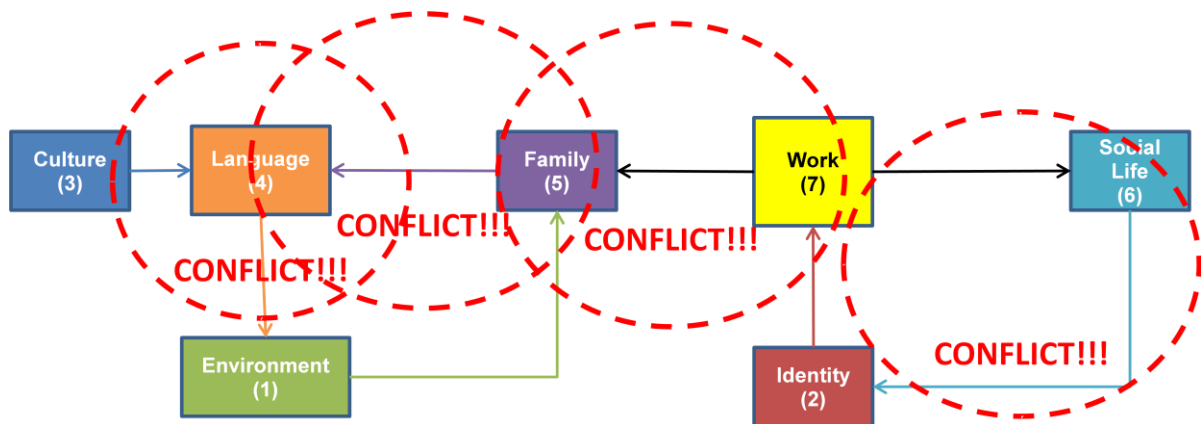 Culture
(3)
Language
(4)
Family
(5)
Work
(7)
Social
Life
(6)
CONFLICT!!!
CONFLICT!!!
CONFLICT!!!
Environment
(1)
Identity
(2)
CONFLICT!!!